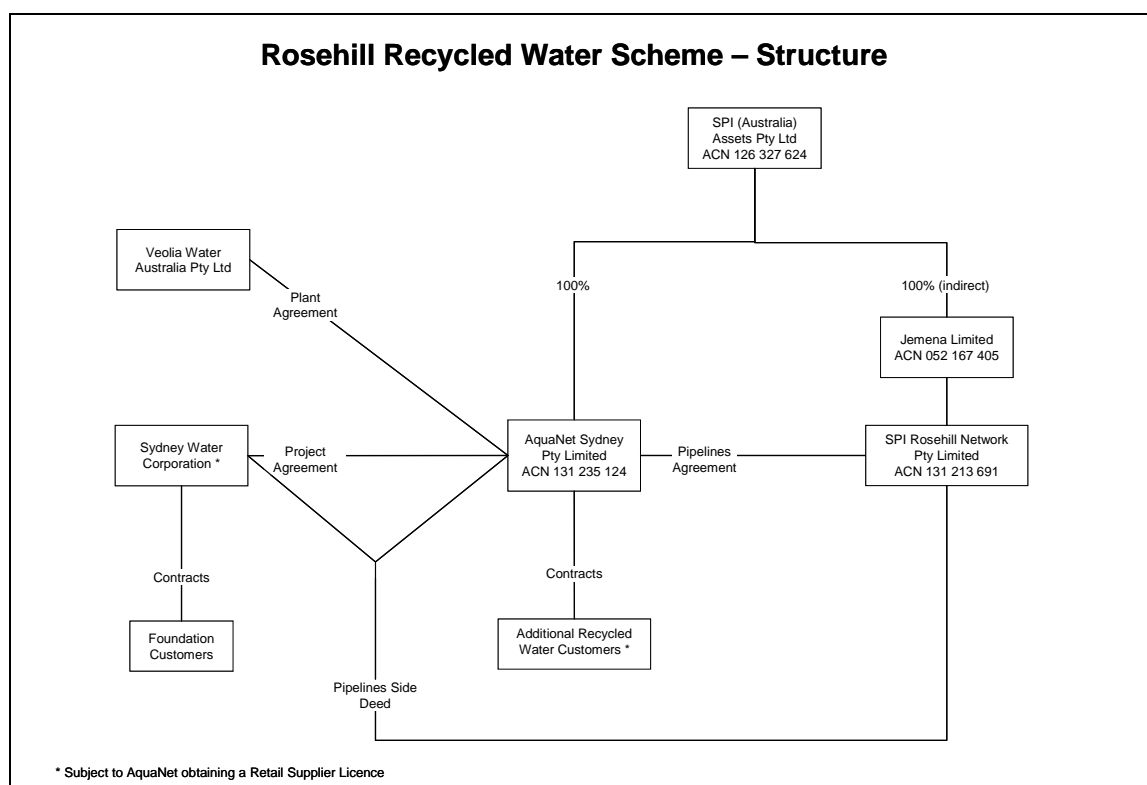 Rosehill Recycled Water Scheme – Structure
SPI (Australia)
Assets Pty Ltd
ACN 126 327 624
Veolia Water
Australia Pty Ltd
Plant
Agreement
100%
100% (indirect)
Jemena Limited
ACN 052 167 405
Sydney Water
Corporation *
Project
Agreement
AquaNet Sydney
Pty Limited
ACN 131 235 124
Pipelines
Agreement
SPI Rosehill Network
Pty Limited
ACN 131 213 691
Contracts
Contracts
Foundation
Customers
Additional Recycled
Water Customers *
Pipelines Side
Deed
* Subject to AquaNet obtaining a Retail Supplier Licence